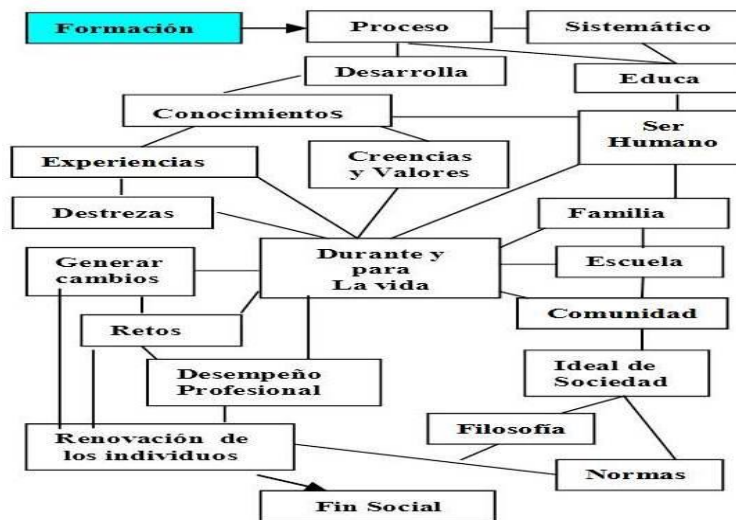 Formación
Proceso
Sistemático
Desarrolla
Educa
Conocimientos
Ser
Humano
Experiencias
Creencias
y Valores
Destrezas
Familia
Generar
cambios
Durante y
para
La vida
Escuela
Comunidad
Retos
Desempeño
Profesional
Ideal de
Sociedad
Filosofía
Renovación de
los individuos
Normas
Fin Social